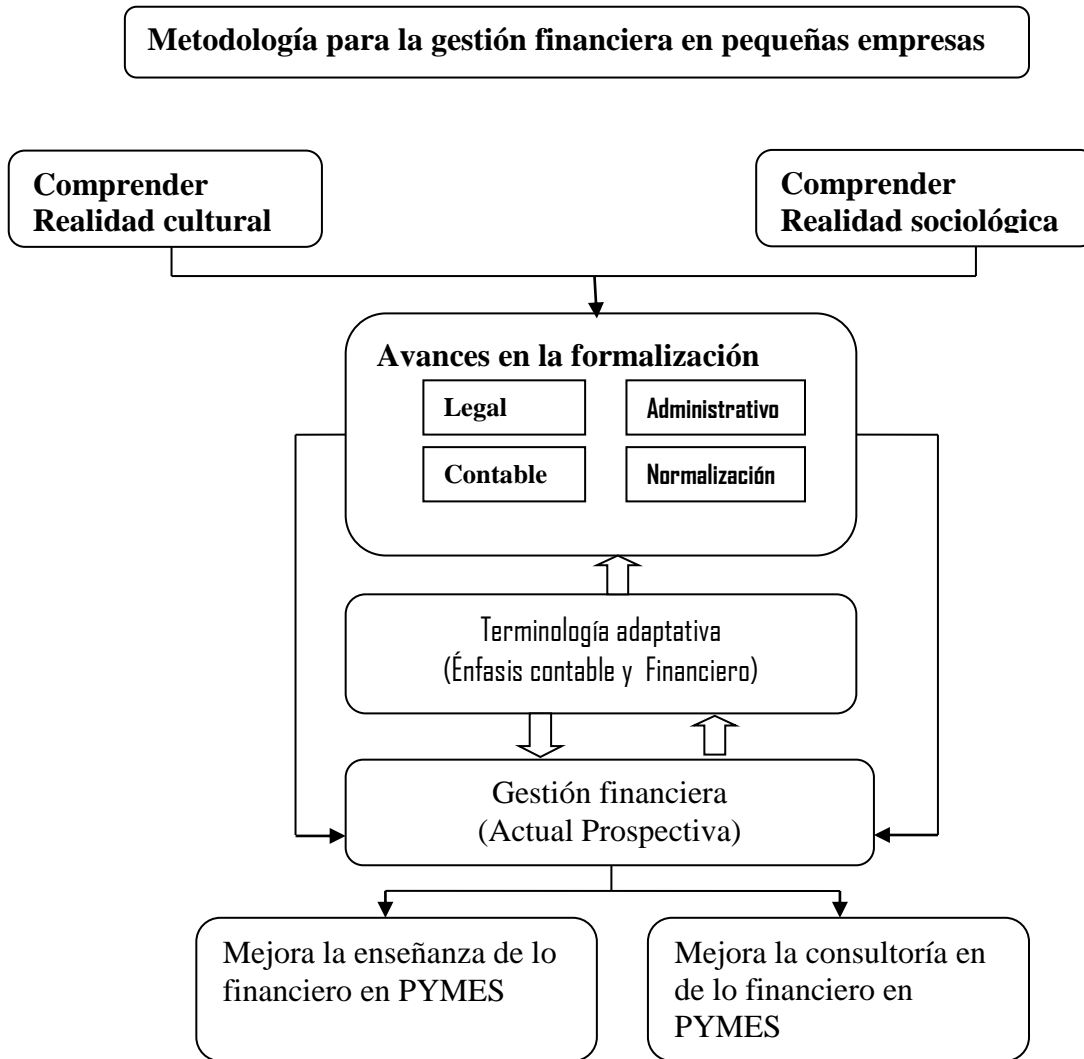 Metodología para la gestión financiera en pequeñas empresas
Comprender
Realidad cultural
Comprender
Realidad sociológica
Avances en la formalización
Legal
Administrativo
Contable
Normalización
Terminología adaptativa
(Énfasis contable y Financiero)
Gestión financiera
(Actual Prospectiva)
Mejora la enseñanza de lo
financiero en PYMES
Mejora la consultoría en
de lo financiero en
PYMES